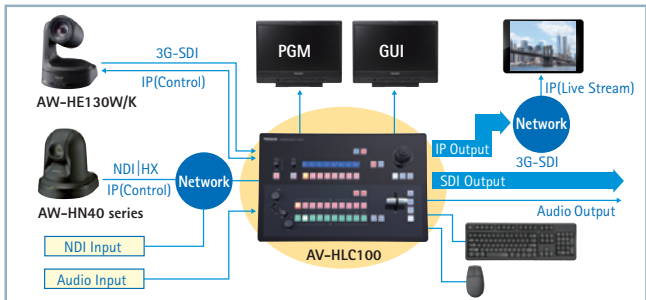 3G-SDI
IP(Control)
AW-HE130W/K
NDI|HX
IP(Control)
AW-HN40 series
Network
NDI Input
Audio Input
PGM
GUI
AV-HLC100
IP(Live Stream)
Network
IP Output
3G-SDI
SDI Output
Audio Output